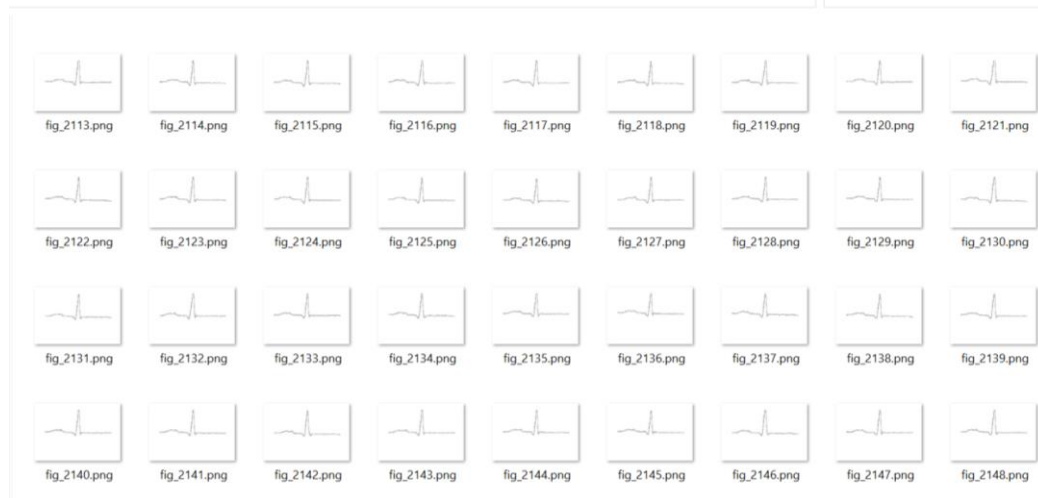 fig_2113.png fig_2114.png fig_2115.png fig_2116.png fig_2117.png fig_2118.png fig_2119.png fig_2120.png fig_2121.png
fig_2122.png fig_2123.png fig_2124.png fig_2125.png fig_2126.png fig_2127.png fig_2128.png fig_2129.png fig_2130.png
fig_2131.png fig_2132.png fig_2133.png fig_2134.png fig_2135.png fig_2136.png fig_2137.png fig_2138.png fig_2139.png
fig_2140.png fig_2141.png fig_2142.png fig_2143.png fig_2144.png fig_2145.png fig_2146.png fig_2147.png fig_2148.png